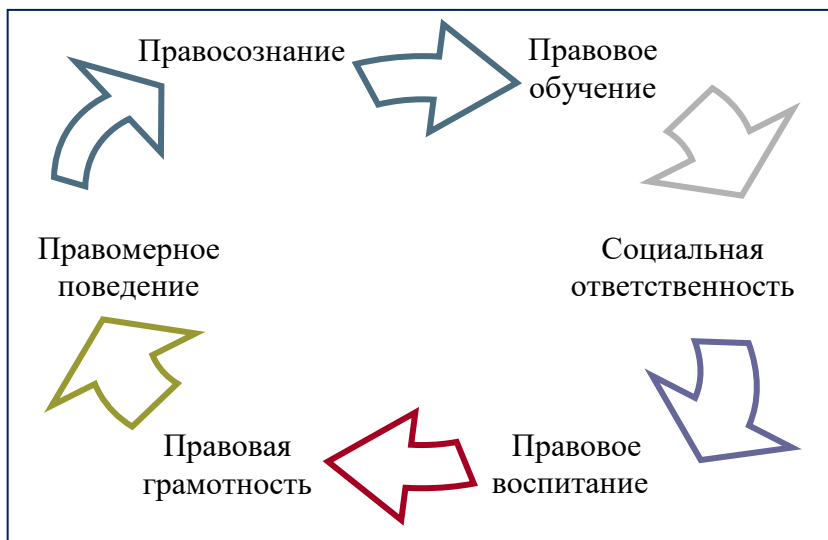 Правосознание
Правовое
обучение
Социальная
ответственность
Правовое
воспитание
Правовая
грамотность
Правомерное
поведение